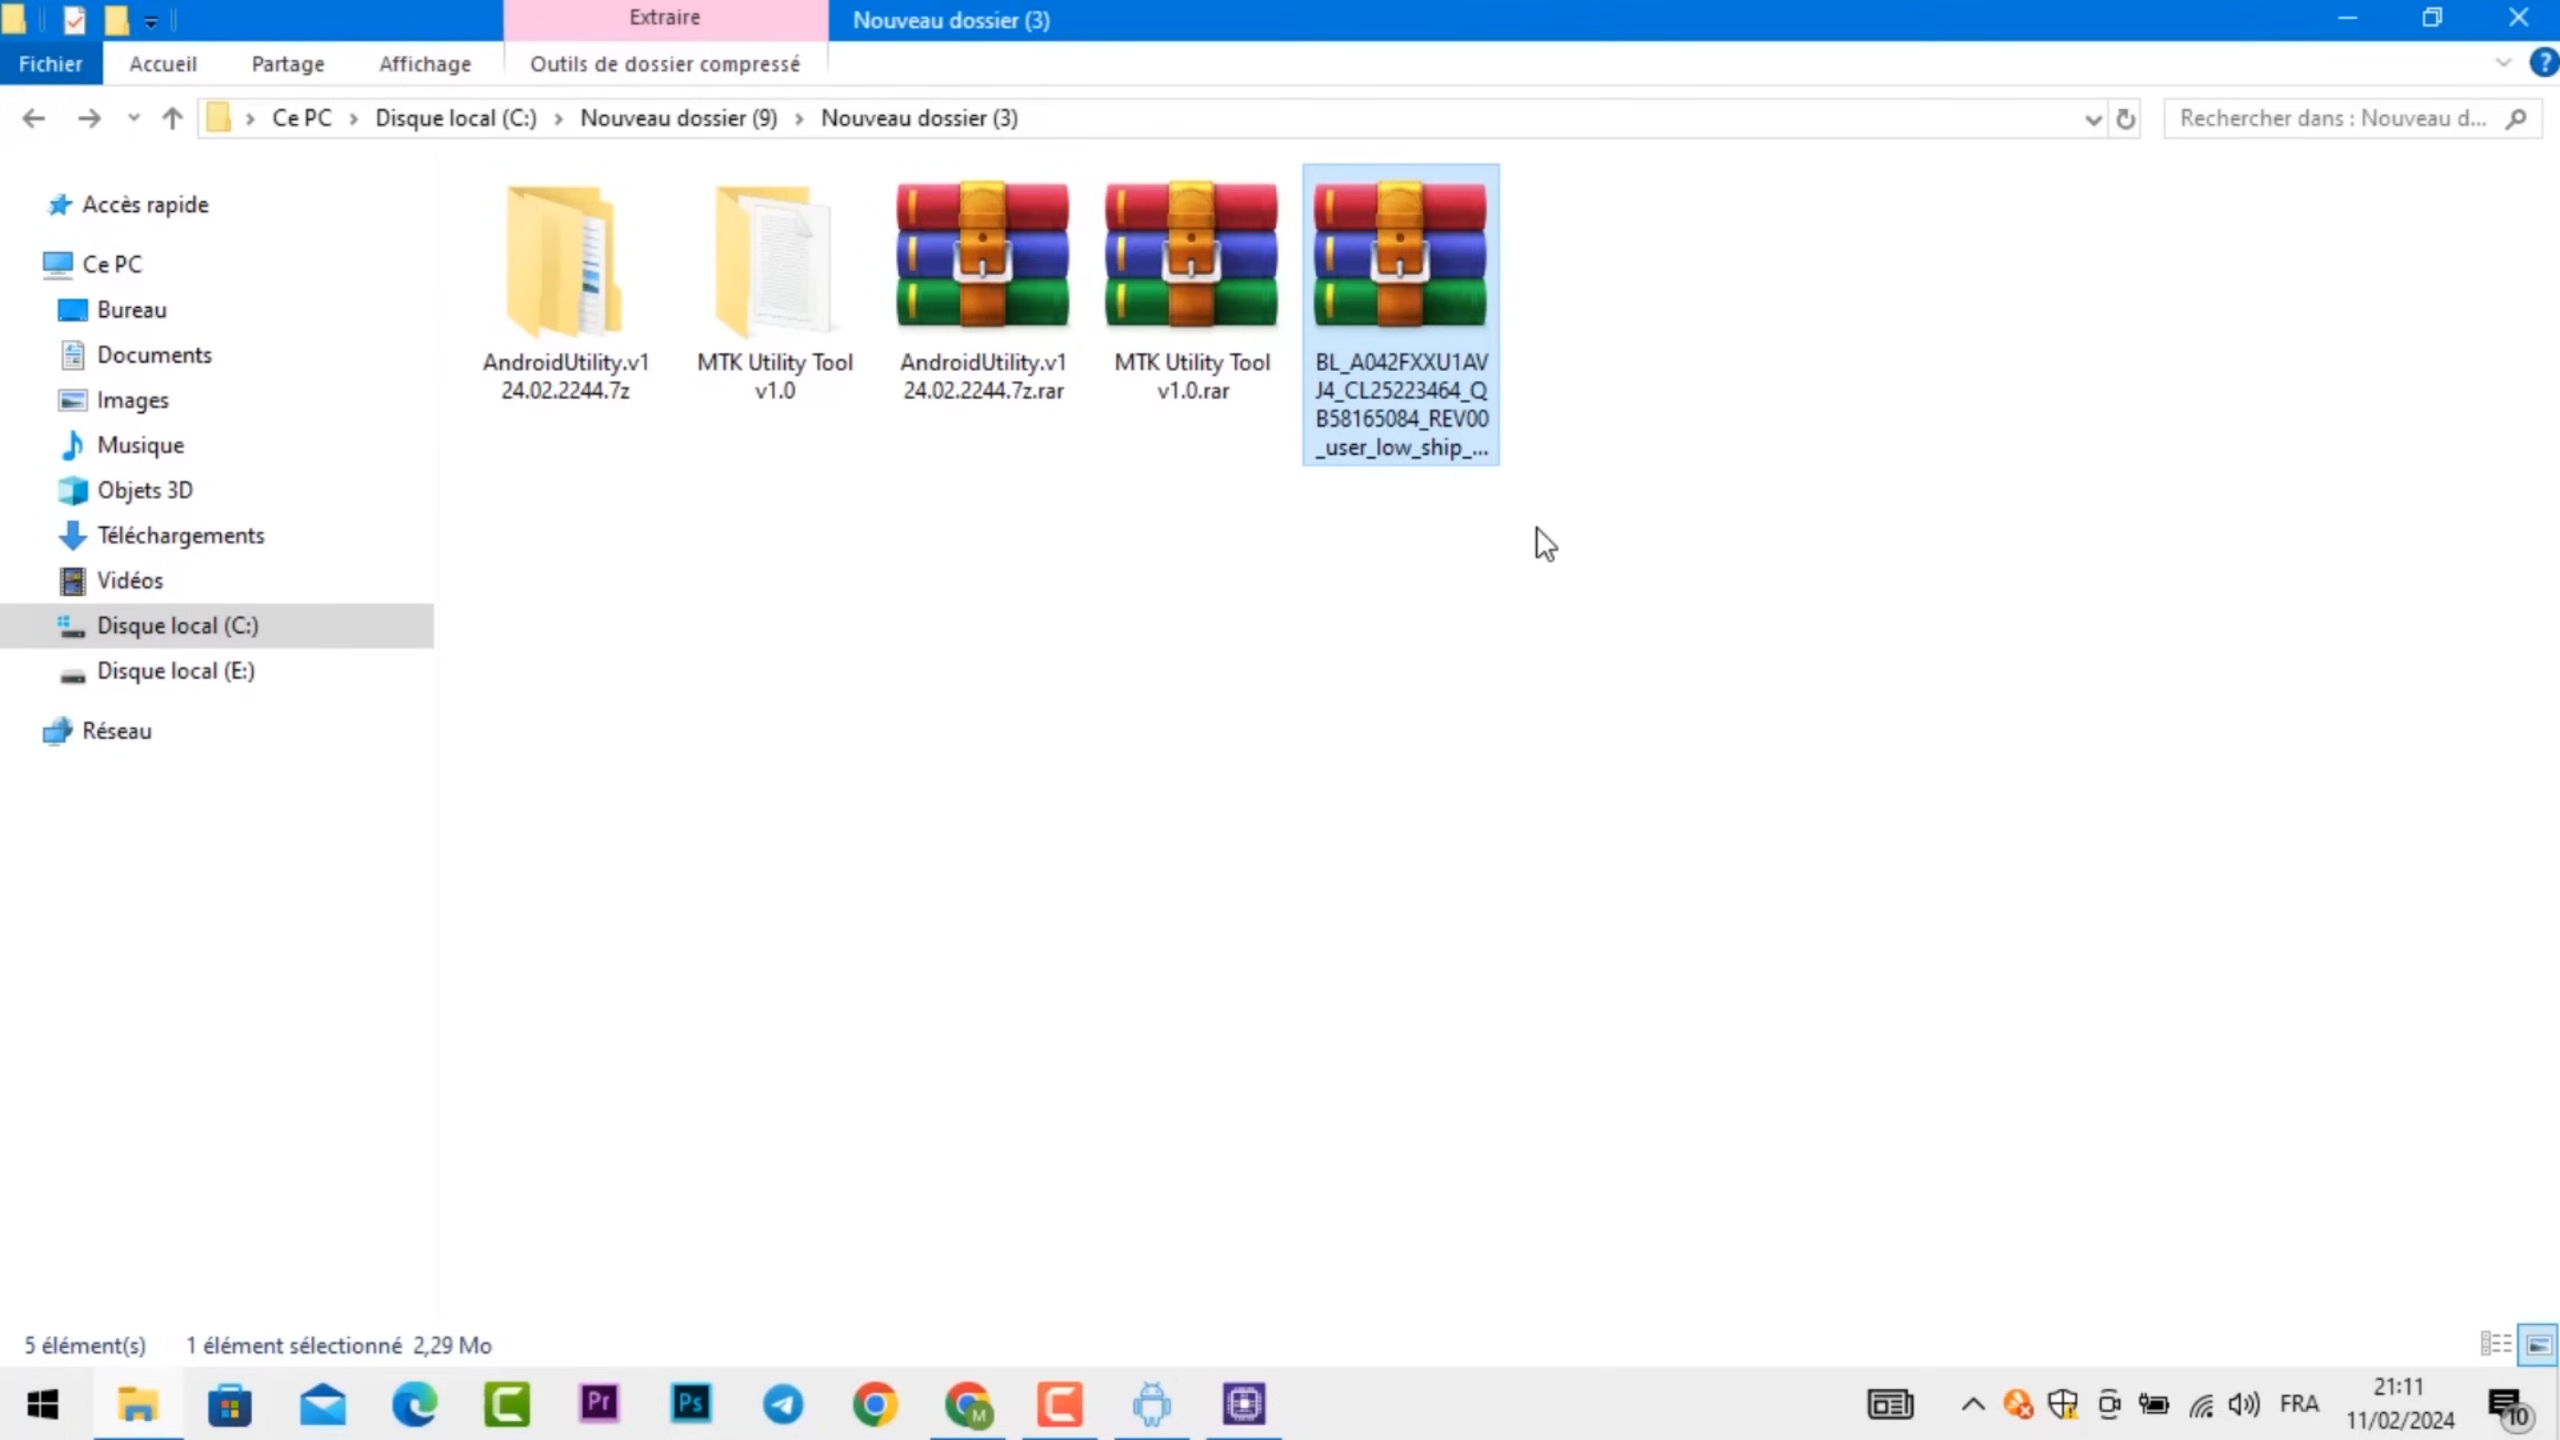 Extraire
Nouveau dossier (3)
Fichier
Accueil
Partage
Affichage
Outils de dossier compressé
?
Ce PC
Disque local (C:)
Nouveau dossier (9)
Nouveau dossier (3)
Rechercher dans : Nouveau d...
Accès rapide
Ce PC
Bureau
Documents
Images
Musique
Objets 3D
Téléchargements
Vidéos
Disque local (C:)
Disque local (E:)
Réseau
AndroidUtility.v1
24.02.2244.7z
MTK Utility Tool
v1.0
AndroidUtility.v1
24.02.2244.7z.rar
MTK Utility Tool
v1.0.rar
BL_A042FXXU1AV
J4_CL25223464_Q
B58165084_REV00
_user_low_ship_...
5 élément(s)
1 élément sélectionné 2,29 Mo
Pr
Ps
M
FRA
21:11
11/02/2024
10